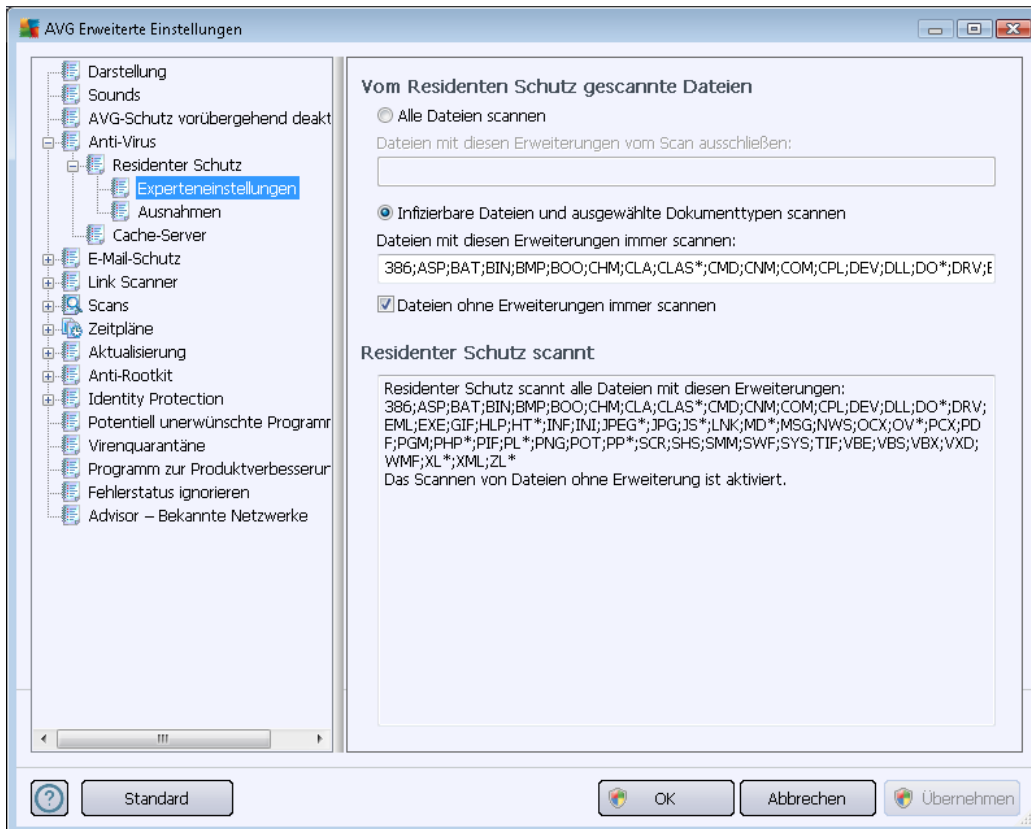 AVG Erweiterte Einstellungen
Darstellung
Sounds
AVG-Schutz vorübergehend deakt
Anti-Virus
Residenter Schutz
Experteneinstellungen
Ausnahmen
Cache-Server
E-Mail-Schutz
Link Scanner
Scans
Zeitpläne
Aktualisierung
Anti-Rootkit
Identity Protection
Potentiell unerwünschte Programr
Virenquarantäne
Programm zur Produktverbesserur
Fehlerstatus ignorieren
Advisor – Bekannte Netzwerke
Vom Residenten Schutz gescannte Dateien
Alle Dateien scannen
Dateien mit diesen Erweiterungen vom Scan ausschließen:
Infizierbare Dateien und ausgewählte Dokumenttypen scannen
Dateien mit diesen Erweiterungen immer scannen:
386;ASP;BAT;BIN;BMP;BOO;CHM;CLA;CLAS*;CMD;CNM;COM;CPL;DEV;DLL;DO*;DRV;E
Dateien ohne Erweiterungen immer scannen
Residenter Schutz scannt
Residenter Schutz scannt alle Dateien mit diesen Erweiterungen:
386;ASP;BAT;BIN;BMP;BOO;CHM;CLA;CLAS*;CMD;CNM;COM;CPL;DEV;DLL;DO*;DRV;
EML;EXE;GIF;HLP;HT*;INF;INI;JPEG*;JPG;JS*;LNK;MD*;MSG;NWS;OCX;OV*;PCX;PD
F;PGM;PHP*;PIF;PL*;PNG;POT;PP*;SCR;SHS;SMM;SWF;SYS;TIF;VBE;VBS;VBX;VXD;
WMF;XL*;XML;ZL*
Das Scannen von Dateien ohne Erweiterung ist aktiviert.
Standard
OK
Abbrechen
Übernehmen